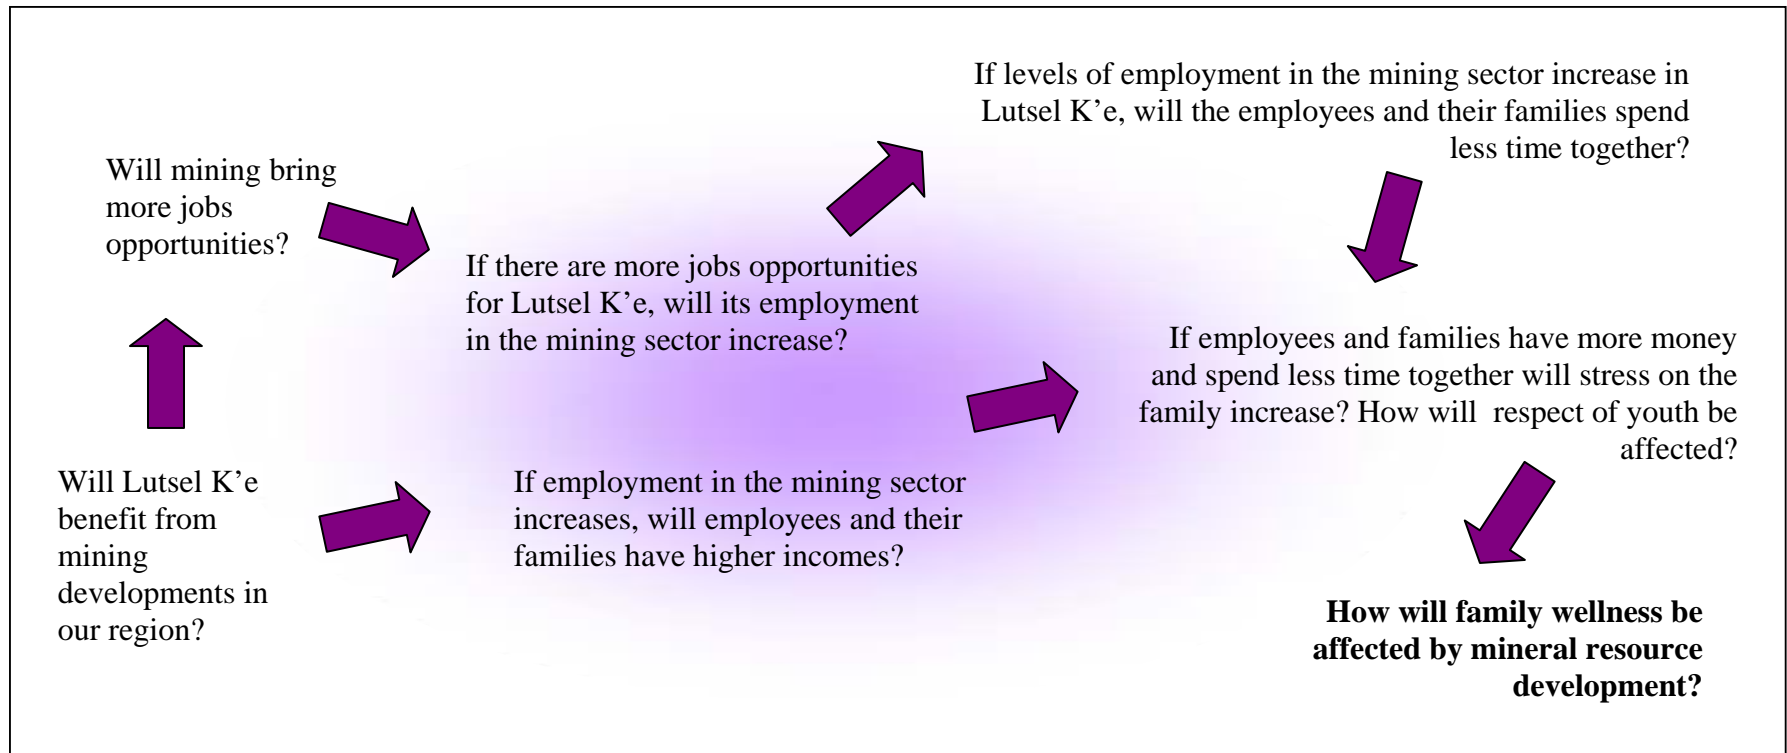 If levels of employment in the mining sector increase in
Lutsel K’e, will the employees and their families spend
less time together?
Will mining bring
more jobs
opportunities?
If there are more jobs opportunities
for Lutsel K’e, will its employment
in the mining sector increase?
If employees and families have more money
and spend less time together will stress on the
family increase? How will  respect of youth be
affected?
Will Lutsel K’e
benefit from
mining
developments in
our region?
If employment in the mining sector
increases, will employees and their
families have higher incomes?
How will family wellness be
affected by mineral resource
development?